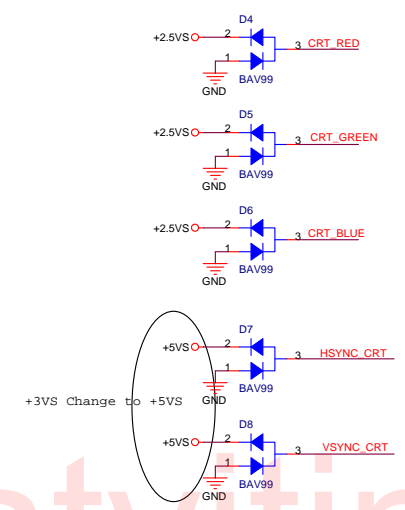 D4
+2.5VS 2
3 CRT_RED
1
GND BAV99
D5
+2.5VS 2
3 CRT_GREEN
1
GND BAV99
D6
+2.5VS 2
3 CRT_BLUE
1
GND BAV99
D7
+5VS 2
3 HSYNC_CRT
1
+3VS Change to +5VS GND BAV99
D8
+5VS 2
3 VSYNC_CRT
1
GND BAV99